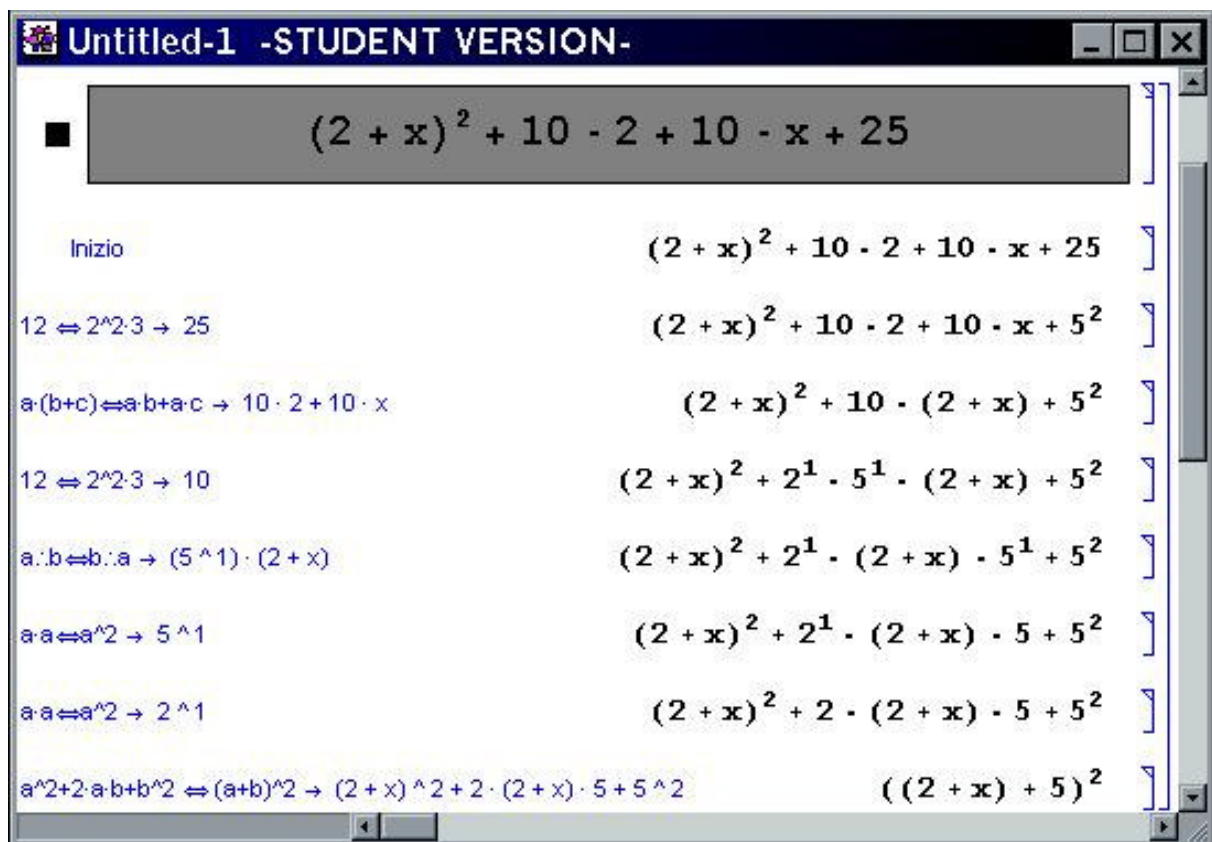 Untitled-1 -STUDENT VERSION-
(2 + x)² + 10 · 2 + 10 · x + 25
Inizio (2 + x)² + 10 · 2 + 10 · x + 25
12 ⇔ 2^2·3 → 25 (2 + x)² + 10 · 2 + 10 · x + 5²
a·(b+c)⇔a·b+a·c → 10 · 2 + 10 · x (2 + x)² + 10 · (2 + x) + 5²
12 ⇔ 2^2·3 → 10 (2 + x)² + 2¹ · 5¹ · (2 + x) + 5²
a∴b⇔b∴a → (5 ^1) · (2 + x) (2 + x)² + 2¹ · (2 + x) · 5¹ + 5²
a·a⇔a^2 → 5 ^1 (2 + x)² + 2¹ · (2 + x) · 5 + 5²
a·a⇔a^2 → 2 ^1 (2 + x)² + 2 · (2 + x) · 5 + 5²
a^2+2·a·b+b^2 ⇔ (a+b)^2 → (2 + x) ^ 2 + 2 · (2 + x) · 5 + 5 ^ 2 ((2 + x) + 5)²